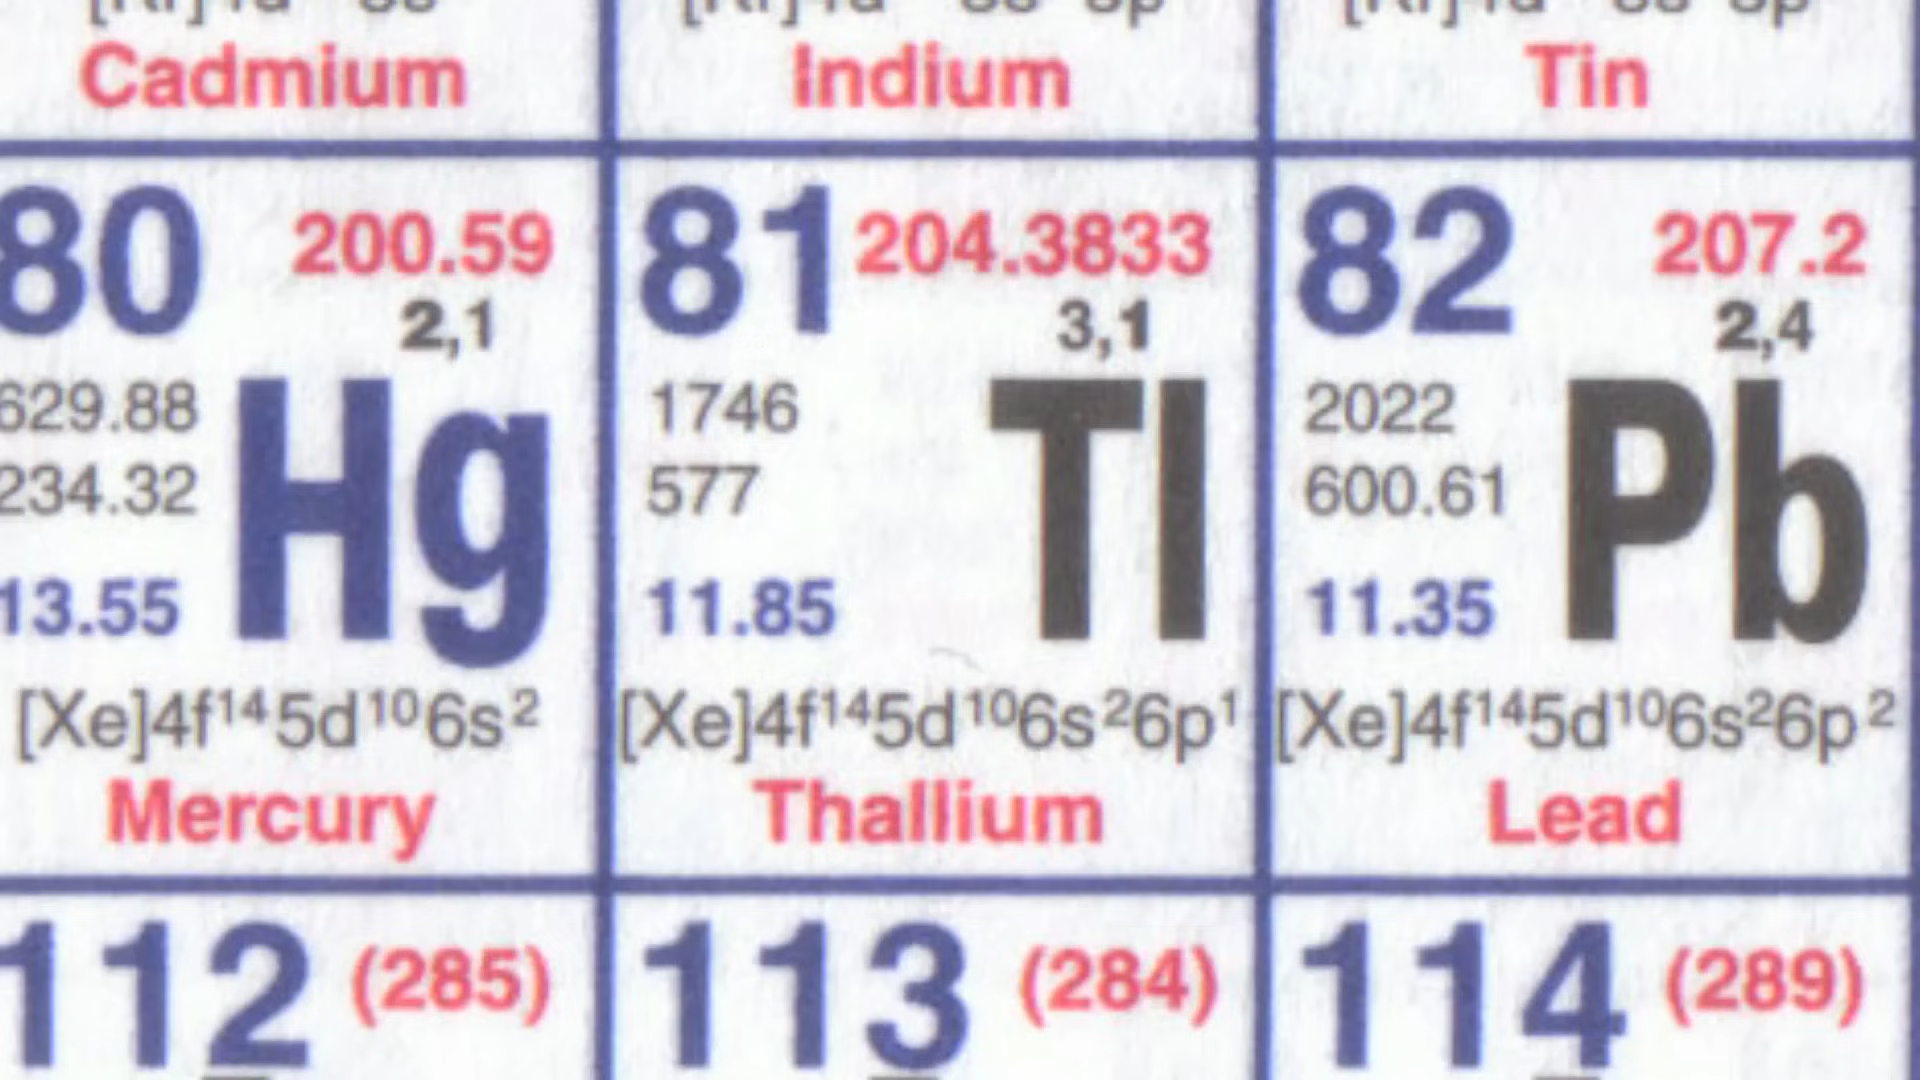 Cadmium Indium Tin
80 200.59 81 204.3833 82 207.2
2,1 3,1 2,4
629.88 Hg 1746 Tl 2022 Pb
234.32 577 600.61
13.55 11.85 11.35
[Xe]4f¹⁴5d¹⁰6s² [Xe]4f¹⁴5d¹⁰6s²6p¹ [Xe]4f¹⁴5d¹⁰6s²6p²
Mercury Thallium Lead
112 (285) 113 (284) 114 (289)